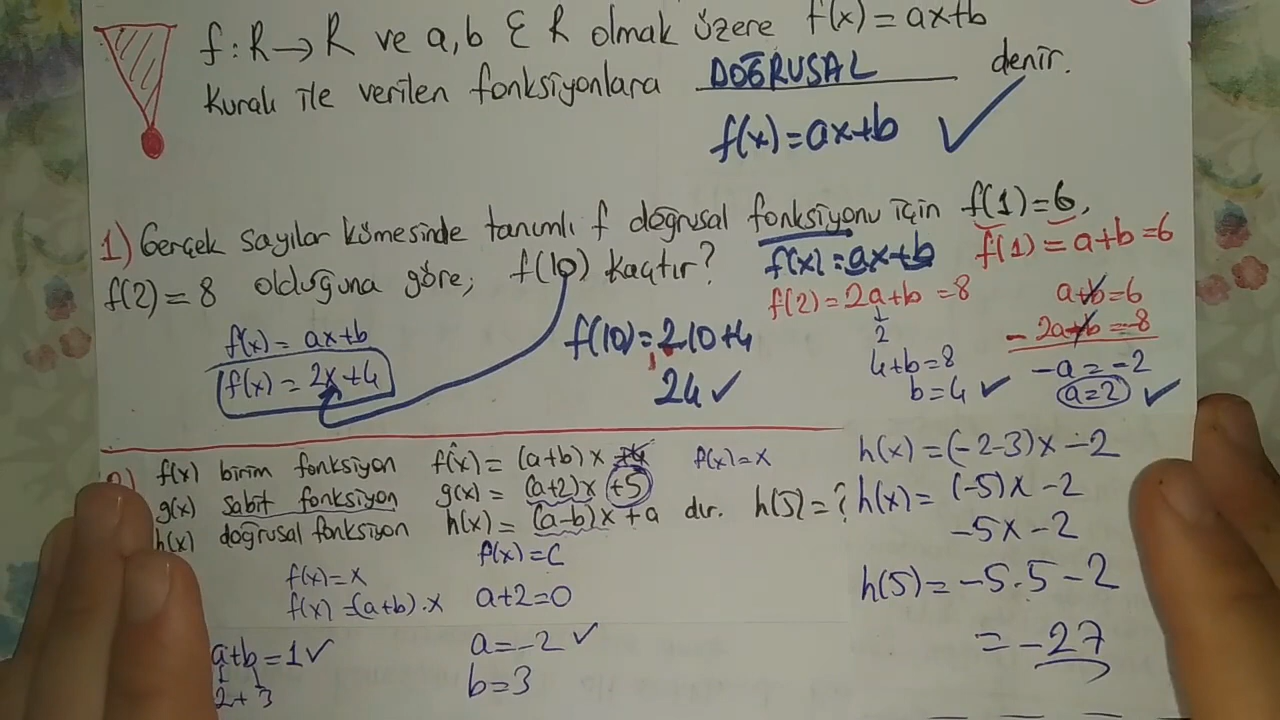 f:R→R ve a,b ε R olmak üzere f(x)=ax+b
Kuralı ile verilen fonksiyonlara DOĞRUSAL denir.
f(x)=ax+b ✓
1) Gerçek sayılar kümesinde tanımlı f doğrusal fonksiyonu için f(1)=6,
f(2)=8 olduğuna göre; f(10) kaçtır?
f(x)=ax+b
f(1)=a+b=6
f(2)=2a+b=8
2
4+b=8
b=4 ✓
a+b=6
- 2a+b=-8
-a=-2
a=2 ✓
f(x)=ax+b
f(x)=2x+4
f(10)=2.10+4
24 ✓
f(x) birim fonksiyon f(x)=(a+b)x f(x)=x
g(x) sabit fonksiyon g(x)=(a+2)x +5
h(x) doğrusal fonksiyon h(x)=(a-b)x+a dır. h(5)=?
f(x)=x
f(x)=(a+b).x
a+b=1 ✓
2+3
f(x)=c
a+2=0
a=-2 ✓
b=3
h(x)=(-2-3)x-2
h(x)=(-5)x-2
-5x-2
h(5)=-5.5-2
=-27